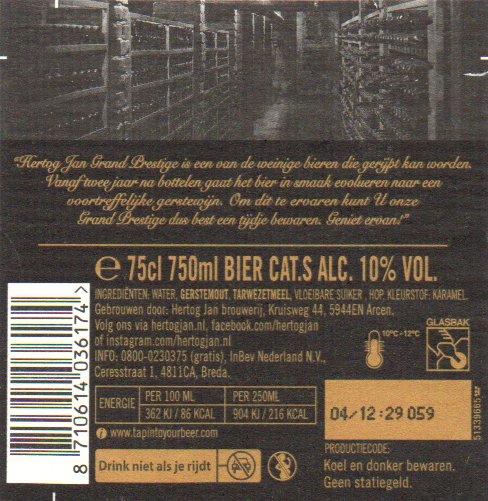 "Hertog Jan Grand Prestige is een van de weinige bieren die gerijpt kan worden.
Vanaf twee jaar na bottelen gaat het bier in smaak evolueren naar een
voortreffelijke gerstewijn. Om dit te ervaren kunt U onze
Grand Prestige dus best een tijdje bewaren. Geniet ervan!"
e 75cl 750ml BIER CAT.S ALC. 10% VOL.
INGREDIËNTEN: WATER, GERSTEMOUT, TARWEZETMEEL, VLOEIBARE SUIKER, HOP, KLEURSTOF: KARAMEL.
Gebrouwen door: Hertog Jan brouwerij, Kruisweg 44, 5944EN Arcen.
Volg ons via hertogjan.nl, facebook.com/hertogjan
of instagram.com/hertogjan.nl
INFO: 0800-0230375 (gratis), InBev Nederland N.V.,
Ceresstraat 1, 4811CA, Breda.
10°C-12°C
GLASBAK
ENERGIE
PER 100 ML
PER 250ML
362 KJ / 86 KCAL
904 KJ / 216 KCAL
www.tapintoyourbeer.com
Drink niet als je rijdt
8 710614 036174 >
04/12:29 059
51339665
PRODUCTIECODE:
Koel en donker bewaren.
Geen statiegeld.